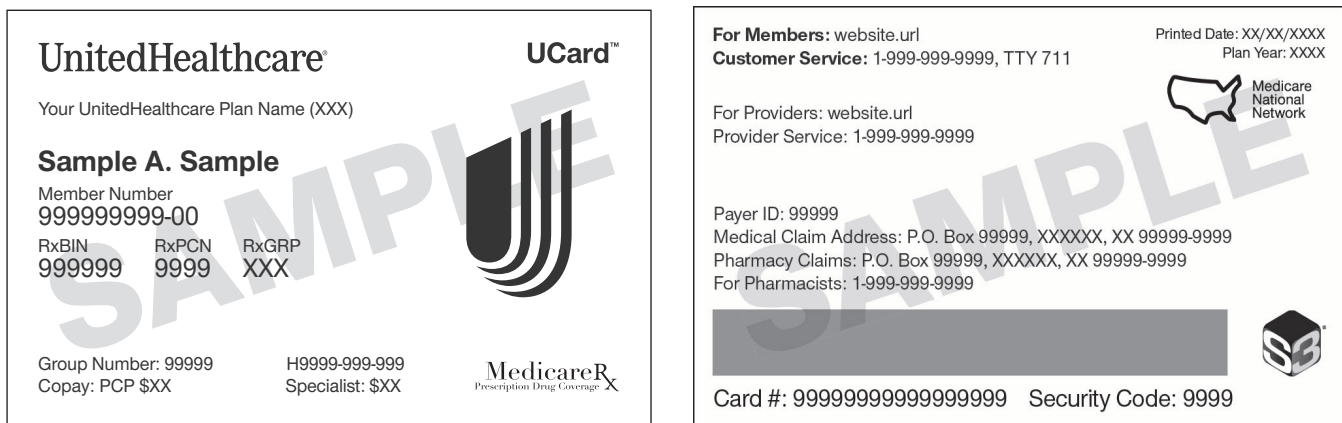 UnitedHealthcare®
UCard™
Your UnitedHealthcare Plan Name (XXX)
Sample A. Sample
Member Number
999999999-00
RxBIN RxPCN RxGRP
999999 9999 XXX
Group Number: 99999 H9999-999-999
Copay: PCP $XX Specialist: $XX
MedicareRx
Prescription Drug Coverage
SAMPLE
For Members: website.url
Customer Service: 1-999-999-9999, TTY 711
Printed Date: XX/XX/XXXX
Plan Year: XXXX
Medicare
National
Network
For Providers: website.url
Provider Service: 1-999-999-9999
Payer ID: 99999
Medical Claim Address: P.O. Box 99999, XXXXXX, XX 99999-9999
Pharmacy Claims: P.O. Box 99999, XXXXXX, XX 99999-9999
For Pharmacists: 1-999-999-9999
S3
Card #: 99999999999999999 Security Code: 9999
SAMPLE